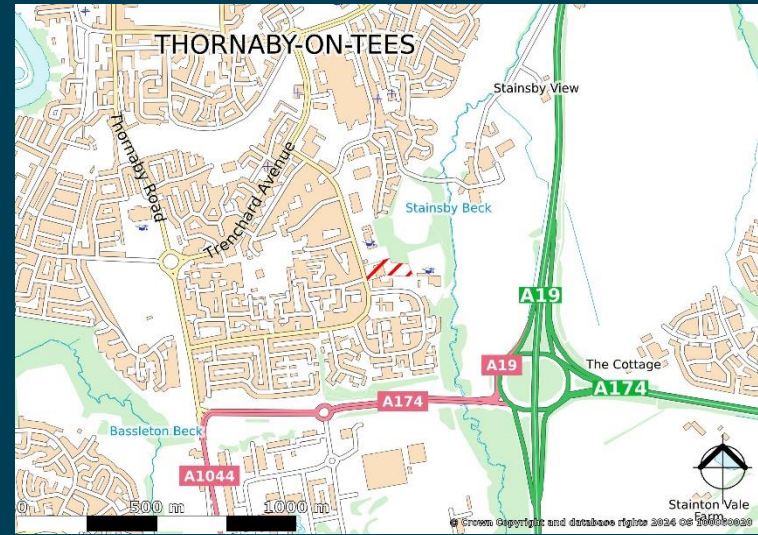 THORNABY-ON-TEES
Stainsby View
Thornaby Road
Trenchard Avenue
Stainsby Beck
A19
A19
The Cottage
A174
A174
Bassleton Beck
A1044
500 m
1000 m
Stainton Vale
Farm
© Crown Copyright and database rights 2024 OS 100060020